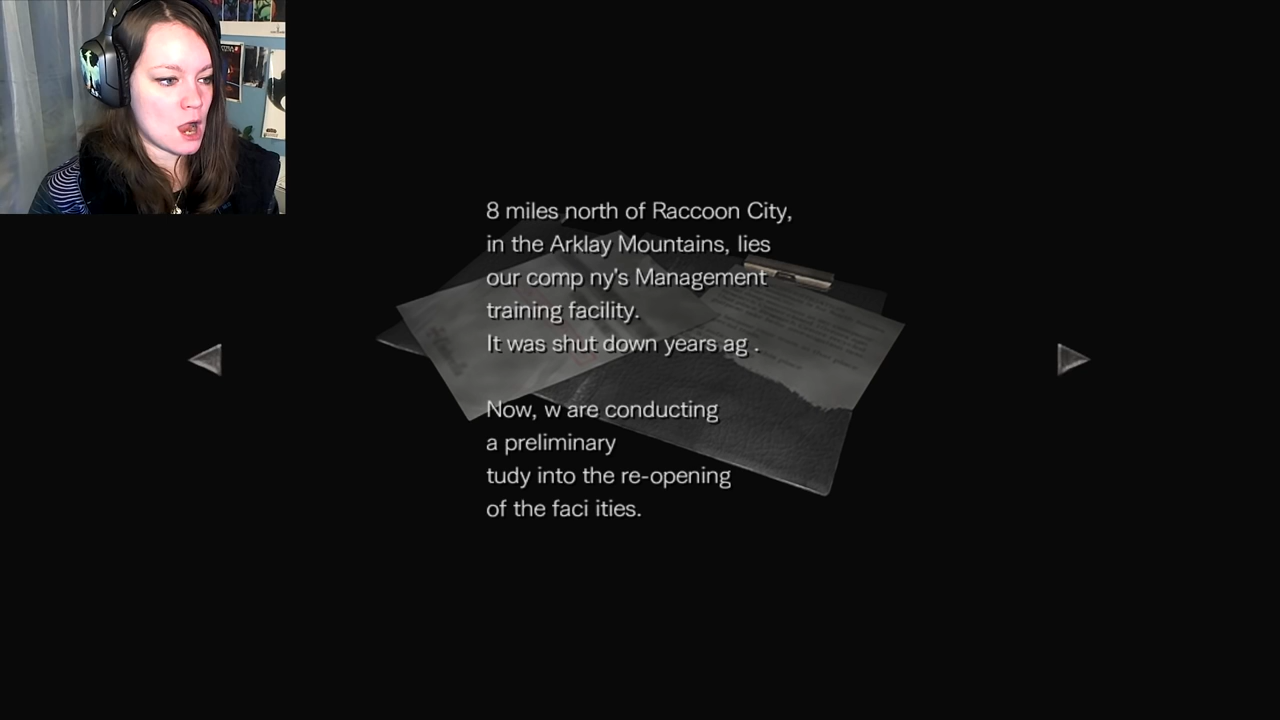 8 miles north of Raccoon City,
in the Arklay Mountains, lies
our comp ny's Management
training facility.
It was shut down years ag .
Now, w are conducting
a preliminary
tudy into the re-opening
of the faci ities.